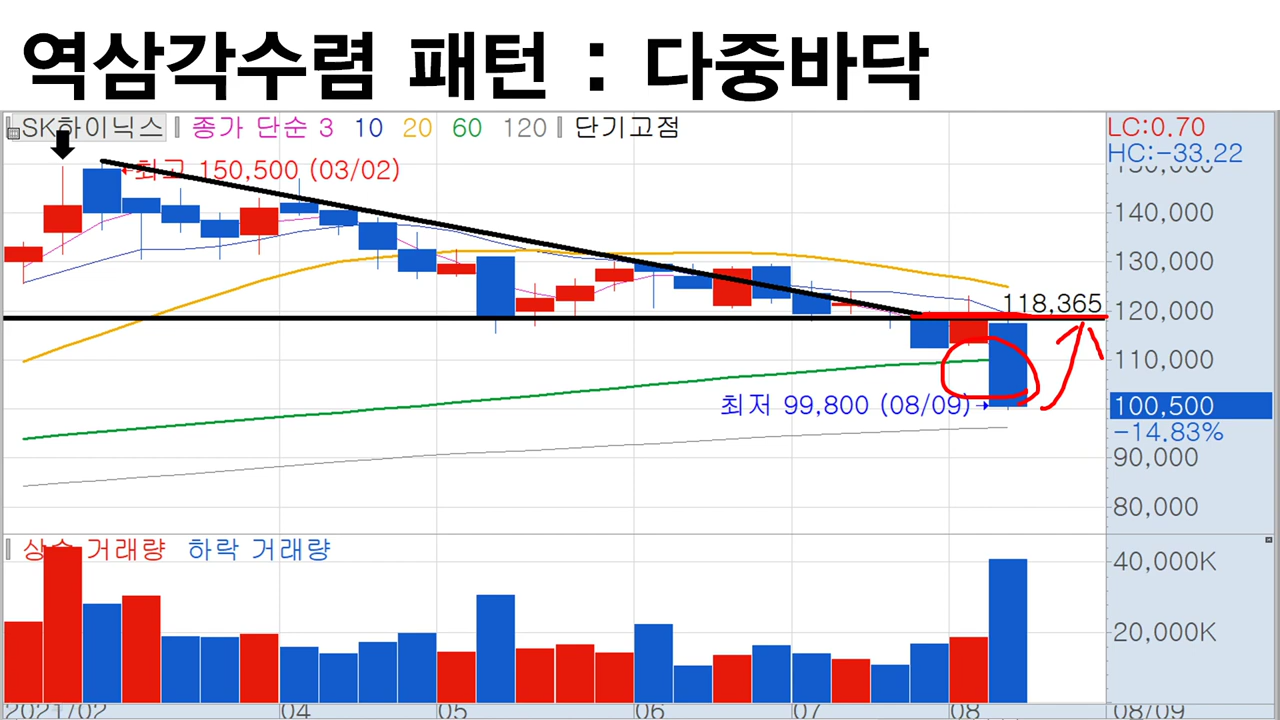 역삼각수렴 패턴 : 다중바닥
SK하이닉스 종가 단순 3 10 20 60 120 단기고점
LC:0.70
HC:-33.22
최고 150,500 (03/02)
150,000
140,000
130,000
118,365
120,000
110,000
최저 99,800 (08/09)
100,500
-14.83%
90,000
80,000
상승 거래량 하락 거래량
40,000K
20,000K
2021/02 04 05 06 07 08 08/09